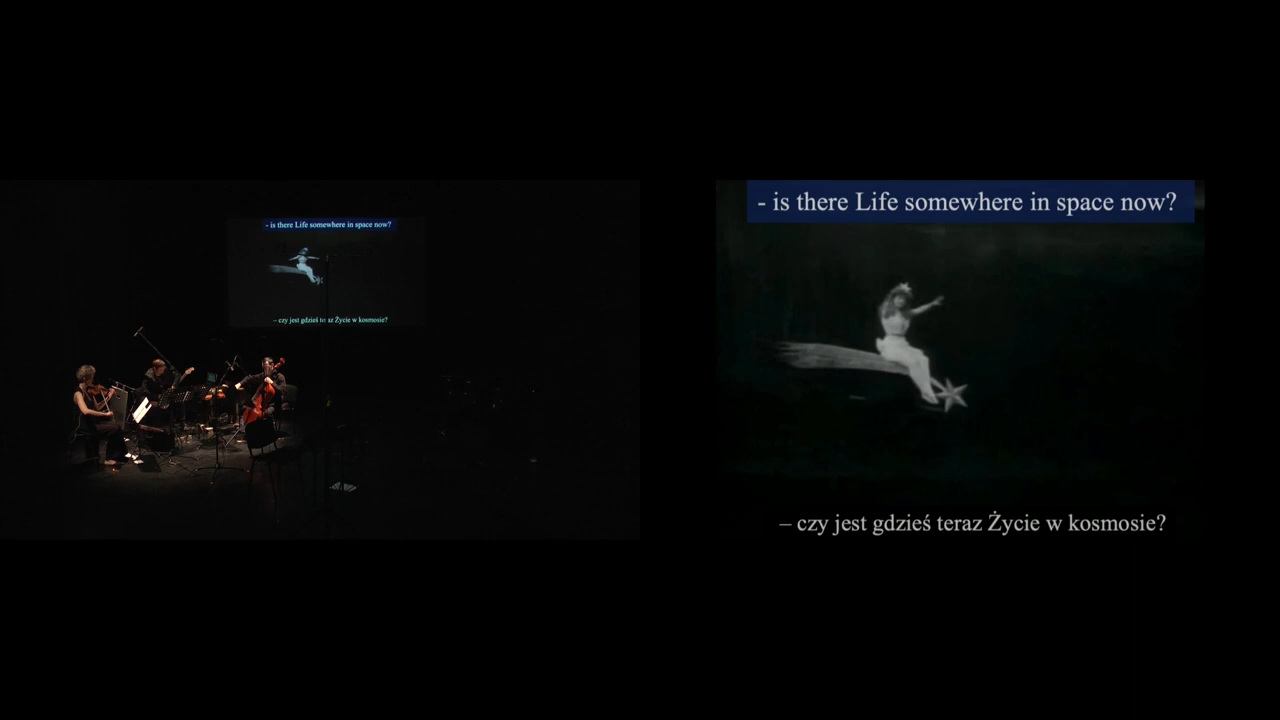 - is there Life somewhere in space now?
– czy jest gdzieś teraz Życie w kosmosie?
- is there Life somewhere in space now?
– czy jest gdzieś teraz Życie w kosmosie?